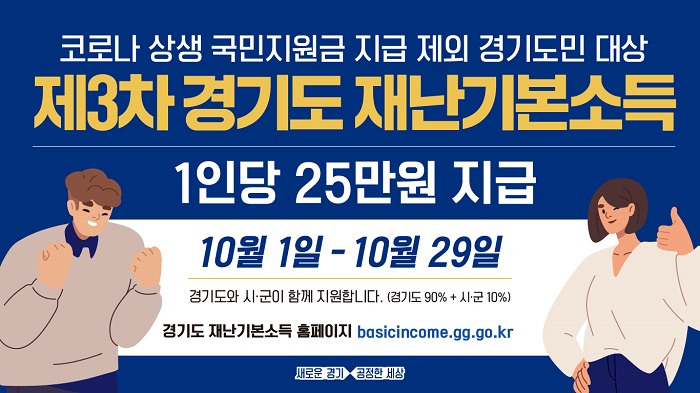 코로나 상생 국민지원금 지급 제외 경기도민 대상
제3차 경기도 재난기본소득
1인당 25만원 지급
10월 1일 - 10월 29일
경기도와 시·군이 함께 지원합니다. (경기도 90% + 시·군 10%)
경기도 재난기본소득 홈페이지 basicincome.gg.go.kr
새로운 경기 공정한 세상